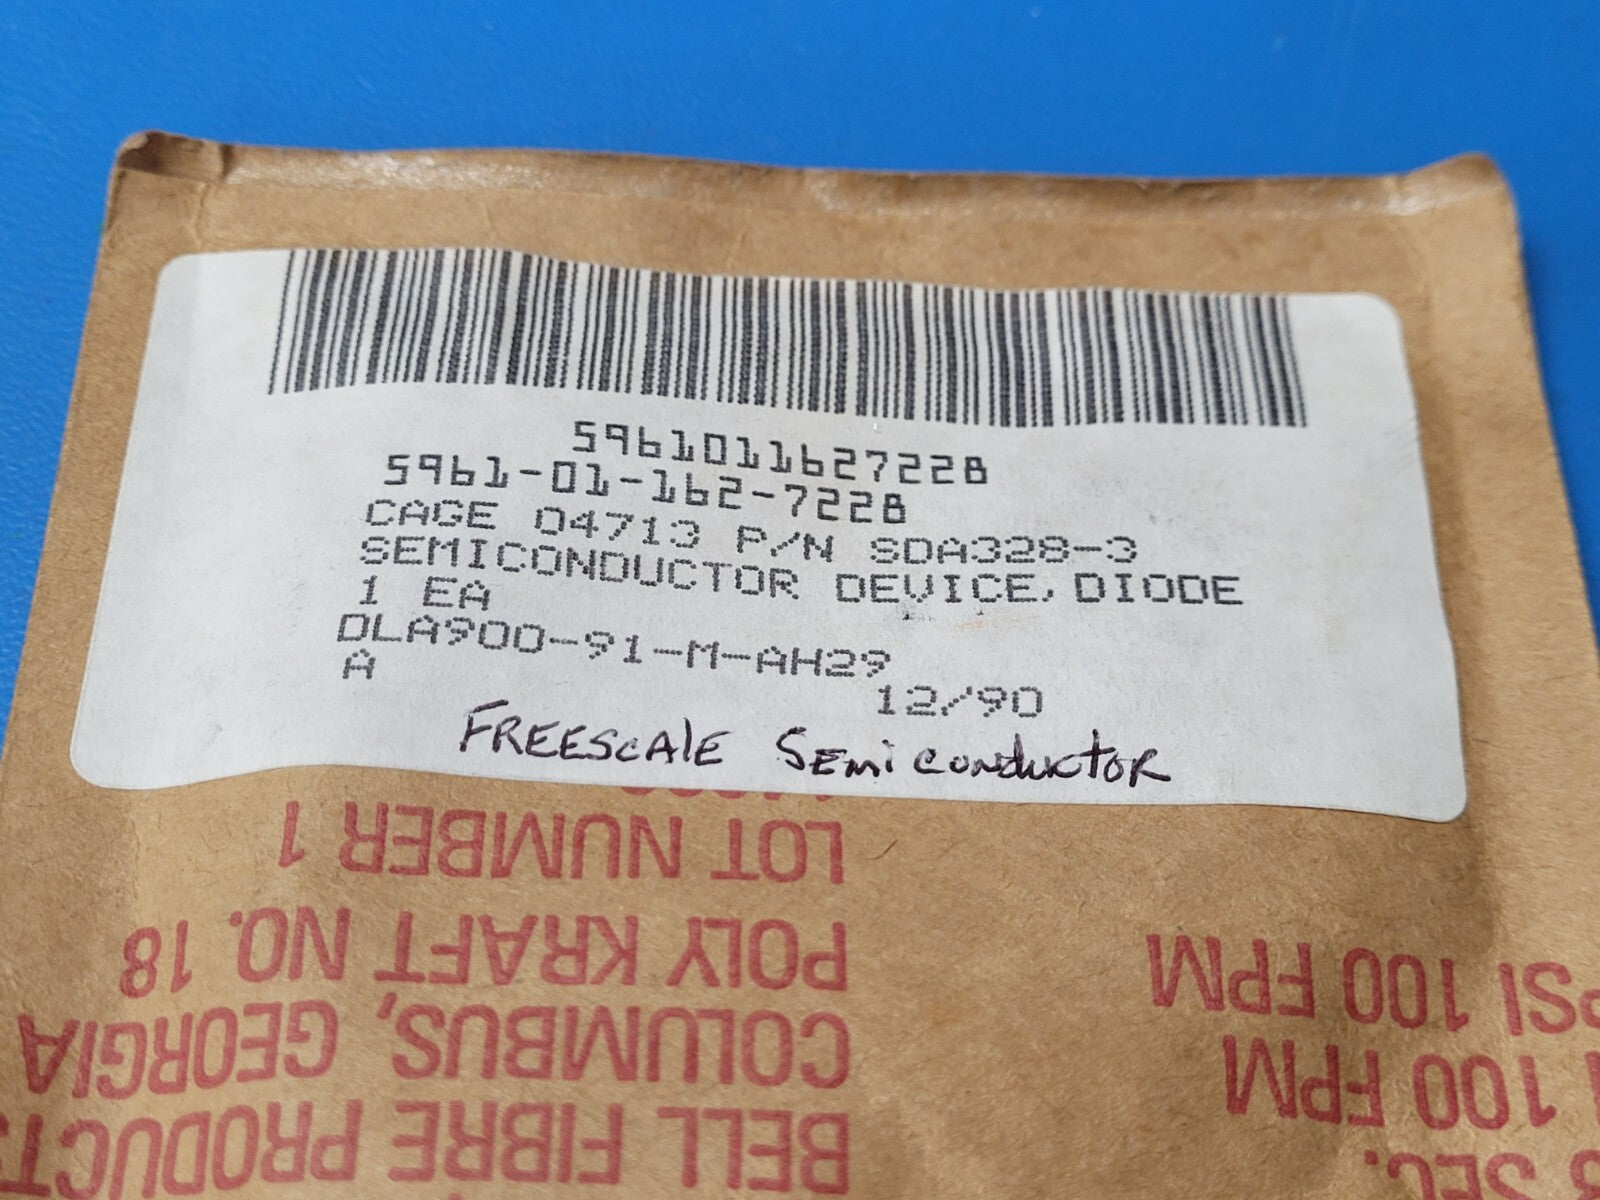 5961011627228
5961-01-162-7228
CAGE 04713 P/N SDA328-3
SEMICONDUCTOR DEVICE, DIODE
1 EA
DLA900-91-M-AH29
A
12/90
FREESCALE SEMICONDUCTOR
LOT NUMBER 1
POLY KRAFT NO. 18
COLUMBUS, GEORGIA
BELL FIBRE PRODUCTS
PSI 100 FPM
100 FPM
SEC.